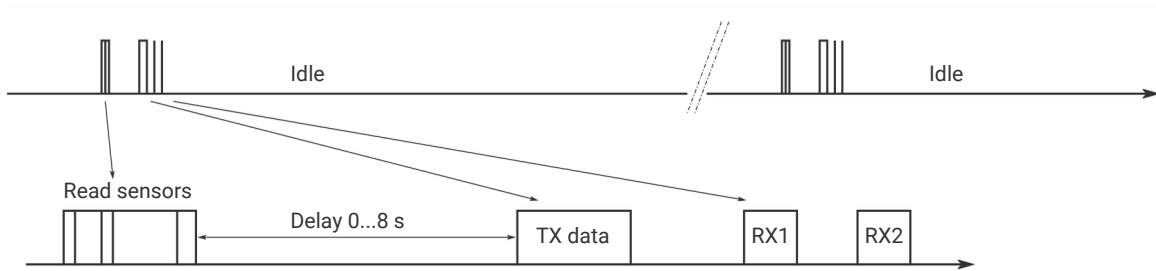 Idle
Idle
Read sensors
Delay 0...8 s
TX data
RX1
RX2